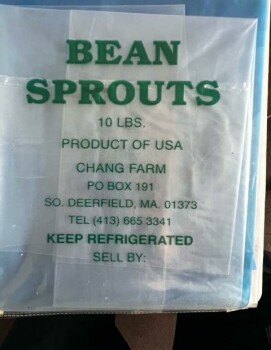 BEAN
SPROUTS
10 LBS.
PRODUCT OF USA
CHANG FARM
PO BOX 191
SO. DEERFIELD, MA. 01373
TEL (413) 665 3341
KEEP REFRIGERATED
SELL BY: